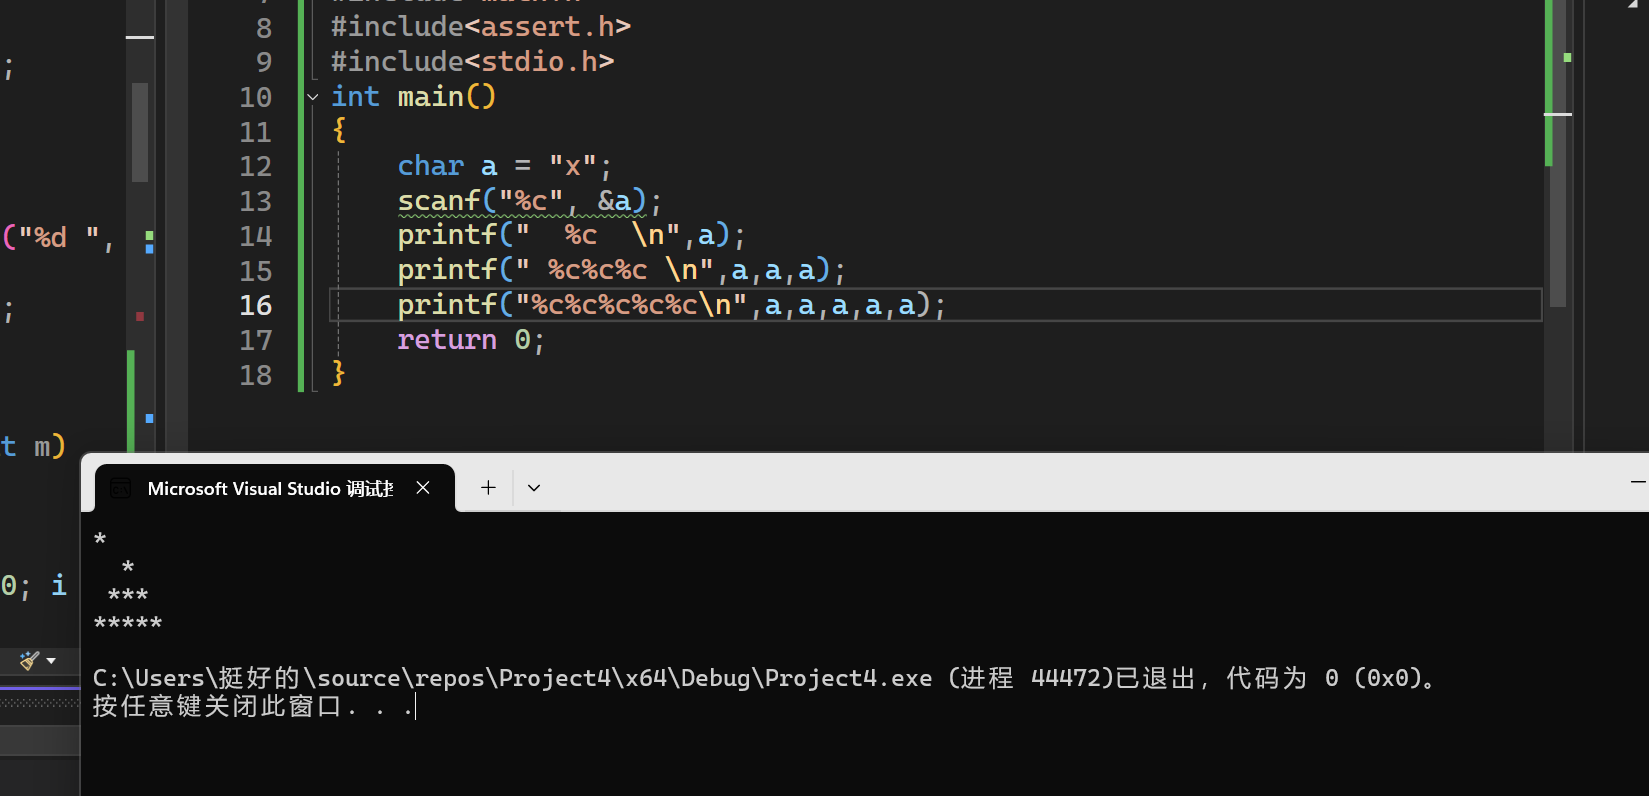 7
8 #include<assert.h>
9 #include<stdio.h>
10 int main()
11 {
12 char a = "x";
13 scanf("%c", &a);
14 printf("  %c  \n",a);
15 printf(" %c%c%c \n",a,a,a);
16 printf("%c%c%c%c%c\n",a,a,a,a,a);
17 return 0;
18 }
;
("%d ",
;
t m)
0; i
Microsoft Visual Studio 调试
*
  *
 ***
*****
C:\Users\挺好的\source\repos\Project4\x64\Debug\Project4.exe (进程 44472)已退出，代码为 0 (0x0)。
按任意键关闭此窗口. . .